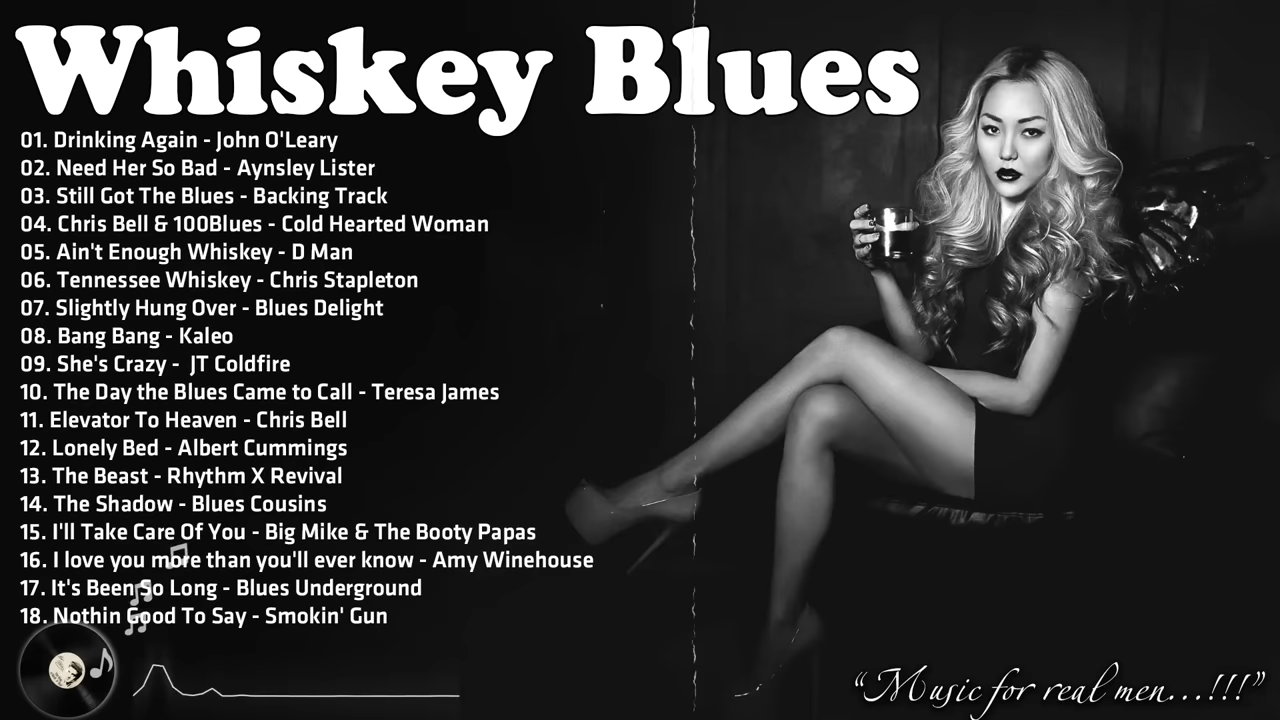 Whiskey Blues
01. Drinking Again - John O'Leary
02. Need Her So Bad - Aynsley Lister
03. Still Got The Blues - Backing Track
04. Chris Bell & 100Blues - Cold Hearted Woman
05. Ain't Enough Whiskey - D Man
06. Tennessee Whiskey - Chris Stapleton
07. Slightly Hung Over - Blues Delight
08. Bang Bang - Kaleo
09. She's Crazy -  JT Coldfire
10. The Day the Blues Came to Call - Teresa James
11. Elevator To Heaven - Chris Bell
12. Lonely Bed - Albert Cummings
13. The Beast - Rhythm X Revival
14. The Shadow - Blues Cousins
15. I'll Take Care Of You - Big Mike & The Booty Papas
16. I love you more than you'll ever know - Amy Winehouse
17. It's Been So Long - Blues Underground
18. Nothin Good To Say - Smokin' Gun
“Music for real men...!!!”